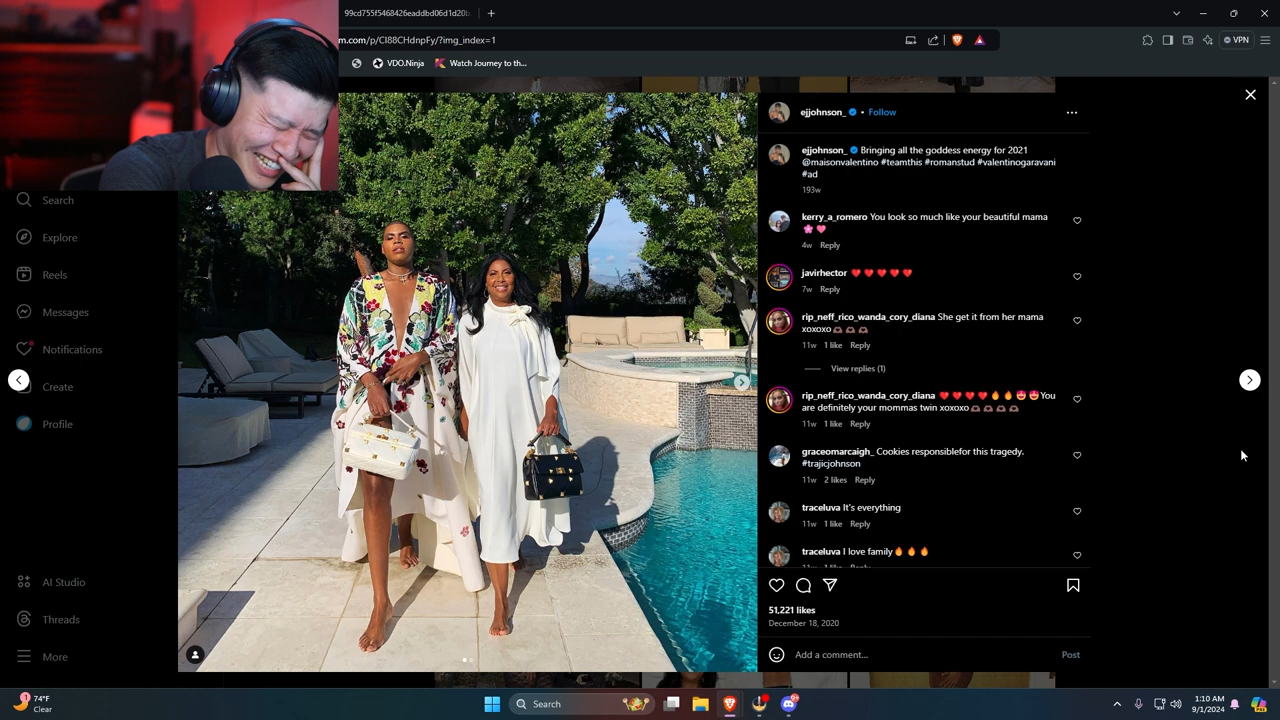 99cd755f5468426eaddbd06d1d20b
m.com/p/CI88CHdnpFy/?img_index=1
VPN
VDO.Ninja
Watch Journey to th...
ejjohnson_ • Follow
ejjohnson_ Bringing all the goddess energy for 2021
@maisonvalentino #teamthis #romanstud #valentinogaravani
#ad
193w
kerry_a_romero You look so much like your beautiful mama
🌸💗
4w Reply
javirhector ❤️❤️❤️❤️❤️
7w Reply
rip_neff_rico_wanda_cory_diana She get it from her mama
xoxoxo🫶🏾🫶🏾🫶🏾
11w 1 like Reply
View replies (1)
rip_neff_rico_wanda_cory_diana ❤️❤️❤️❤️🔥🔥😍😍You
are definitely your mommas twin xoxoxo🫶🏾🫶🏾🫶🏾🫶🏾
11w 1 like Reply
graceomarcaigh_ Cookies responsiblefor this tragedy.
#trajicjohnson
11w 2 likes Reply
traceluva It's everything
11w 1 like Reply
traceluva I love family🔥🔥🔥
11w 1 like Reply
51,221 likes
December 18, 2020
Add a comment...
Post
Search
Explore
Reels
Messages
Notifications
Create
Profile
AI Studio
Threads
More
74°F
Clear
Search
1:10 AM
9/1/2024